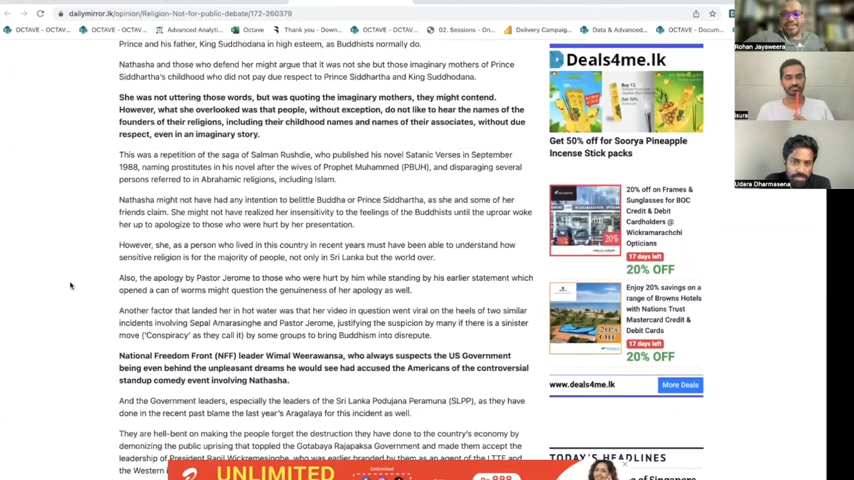 dailymirror.lk/opinion/Religion-Not-for-public-debate/172-260379
OCTAVE - OCTAV...
OCTAVE - OCTAV...
Advanced Analyti...
Octave
Thank you - Down...
OCTAVE - OCTAV...
02. Sessions - On...
Delivery Campaig...
Data & Advanced...
OCTAVE - Docum...
Prince and his father, King Suddhodana in high esteem, as Buddhists normally do.
Nathasha and those who defend her might argue that it was not she but those imaginary mothers of Prince
Siddhartha's childhood who did not pay due respect to Prince Siddhartha and King Suddhodana.
She was not uttering those words, but was quoting the imaginary mothers, they might contend.
However, what she overlooked was that people, without exception, do not like to hear the names of the
founders of their religions, including their childhood names and names of their associates, without due
respect, even in an imaginary story.
This was a repetition of the saga of Salman Rushdie, who published his novel Satanic Verses in September
1988, naming prostitutes in his novel after the wives of Prophet Muhammed (PBUH), and disparaging several
persons referred to in Abrahamic religions, including Islam.
Nathasha might not have had any intention to belittle Buddha or Prince Siddhartha, as she and some of her
friends claim. She might not have realized her insensitivity to the feelings of the Buddhists until the uproar woke
her up to apologize to those who were hurt by her presentation.
However, she, as a person who lived in this country in recent years must have been able to understand how
sensitive religion is for the majority of people, not only in Sri Lanka but the world over.
Also, the apology by Pastor Jerome to those who were hurt by him while standing by his earlier statement which
opened a can of worms might question the genuineness of her apology as well.
Another factor that landed her in hot water was that her video in question went viral on the heels of two similar
incidents involving Sepal Amarasinghe and Pastor Jerome, justifying the suspicion by many if there is a sinister
move ('Conspiracy' as they call it) by some groups to bring Buddhism into disrepute.
National Freedom Front (NFF) leader Wimal Weerawansa, who always suspects the US Government
being even behind the unpleasant dreams he would see had accused the Americans of the controversial
standup comedy event involving Nathasha.
And the Government leaders, especially the leaders of the Sri Lanka Podujana Peramuna (SLPP), as they have
done in the recent past blame the last year's Aragalaya for this incident as well.
They are hell-bent on making the people forget the destruction they have done to the country's economy by
demonizing the public uprising that toppled the Gotabaya Rajapaksa Government and made them accept the
leadership of President Ranil Wickremesinghe, who was earlier branded by them as an agent of the LTTE and
the Western
UNLIMITED
Unlimited
Rs 888
Deals4me.lk
Get 50% off for Soorya Pineapple
Incense Stick packs
20% off on Frames &
Sunglasses for BOC
Credit & Debit
Cardholders @
Wickramarachchi
Opticians
17 days left
20% OFF
Enjoy 20% savings on a
range of Browns Hotels
with Nations Trust
Mastercard Credit &
Debit Cards
17 days left
20% OFF
www.deals4me.lk
More Deals
TODAY'S HEADLINES
of Singapore
Rohan Jayaweera
isura
Udara Dharmasena